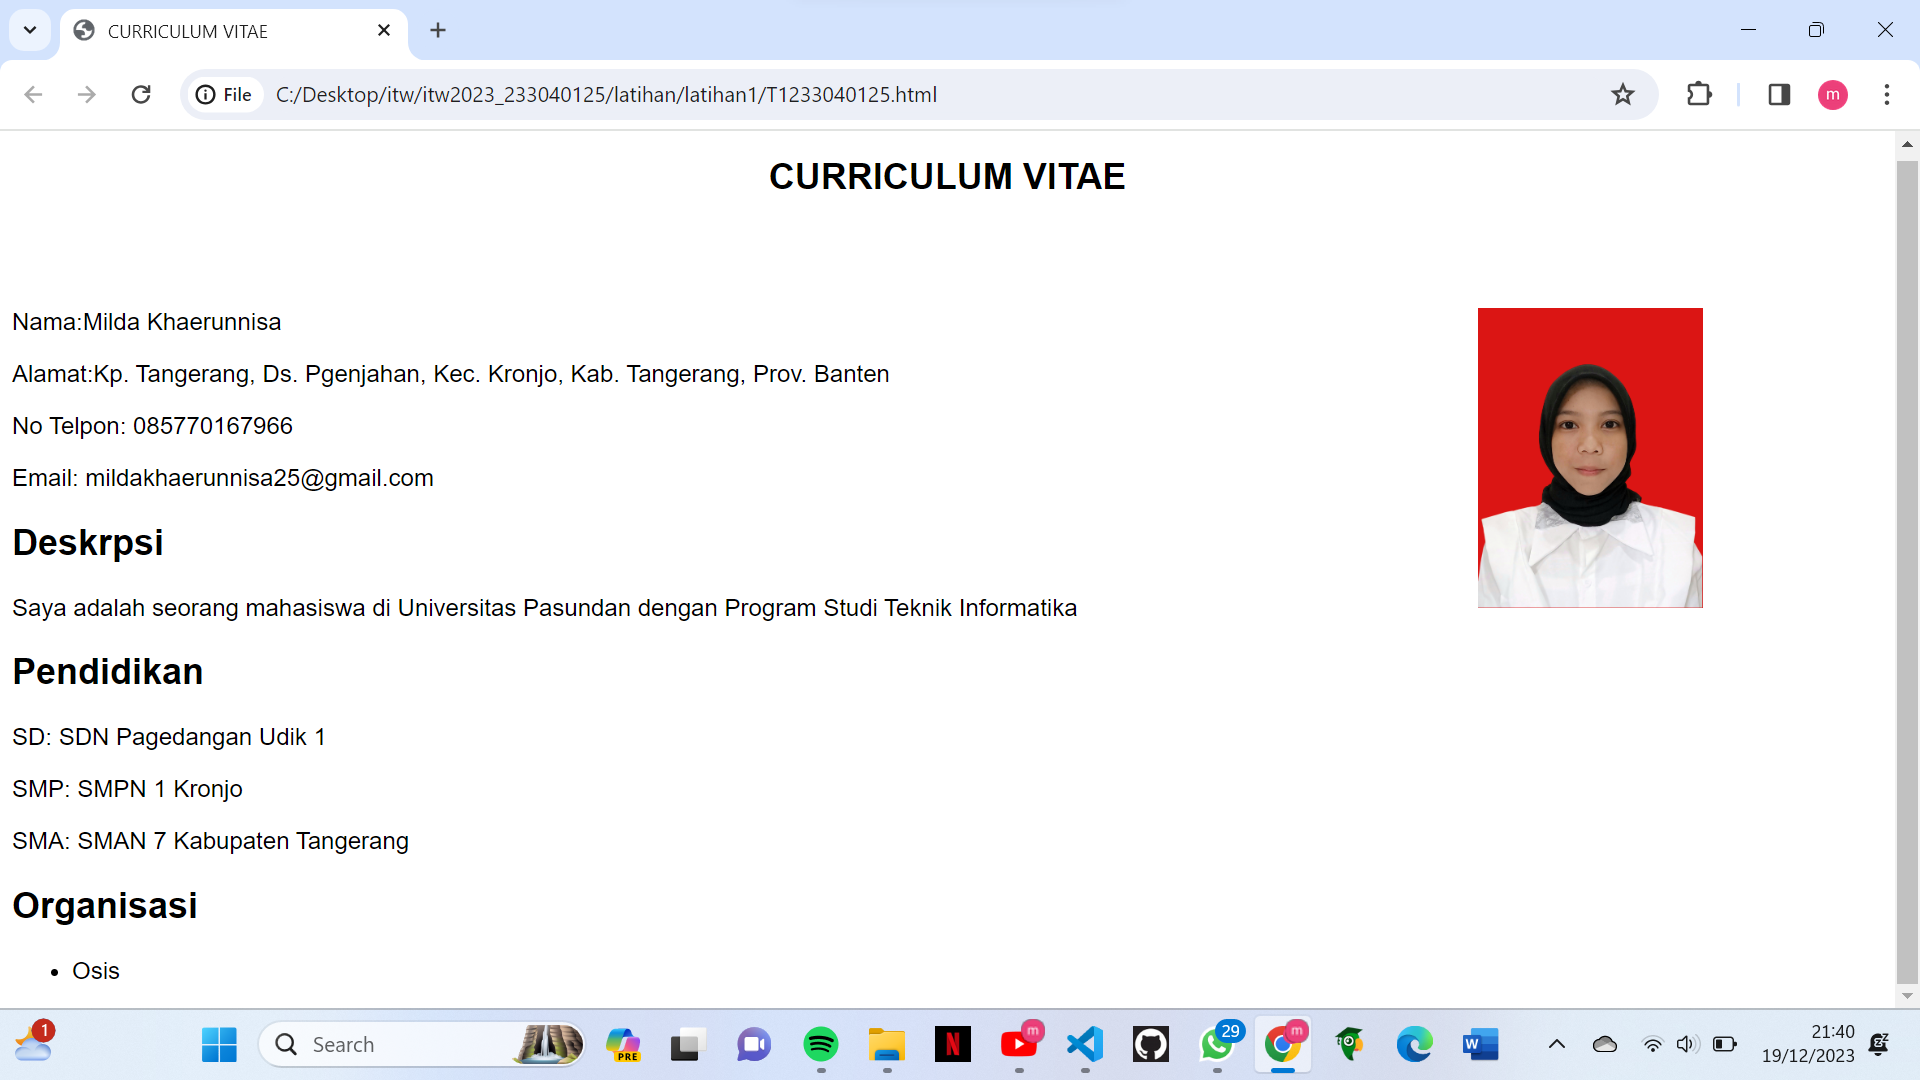 CURRICULUM VITAE
File
C:/Desktop/itw/itw2023_233040125/latihan/latihan1/T1233040125.html
m
CURRICULUM VITAE
Nama:Milda Khaerunnisa
Alamat:Kp. Tangerang, Ds. Pgenjahan, Kec. Kronjo, Kab. Tangerang, Prov. Banten
No Telpon: 085770167966
Email: mildakhaerunnisa25@gmail.com
Deskrpsi
Saya adalah seorang mahasiswa di Universitas Pasundan dengan Program Studi Teknik Informatika
Pendidikan
SD: SDN Pagedangan Udik 1
SMP: SMPN 1 Kronjo
SMA: SMAN 7 Kabupaten Tangerang
Organisasi
• Osis
1
Search
PRE
N
m
29
m
W
21:40
19/12/2023